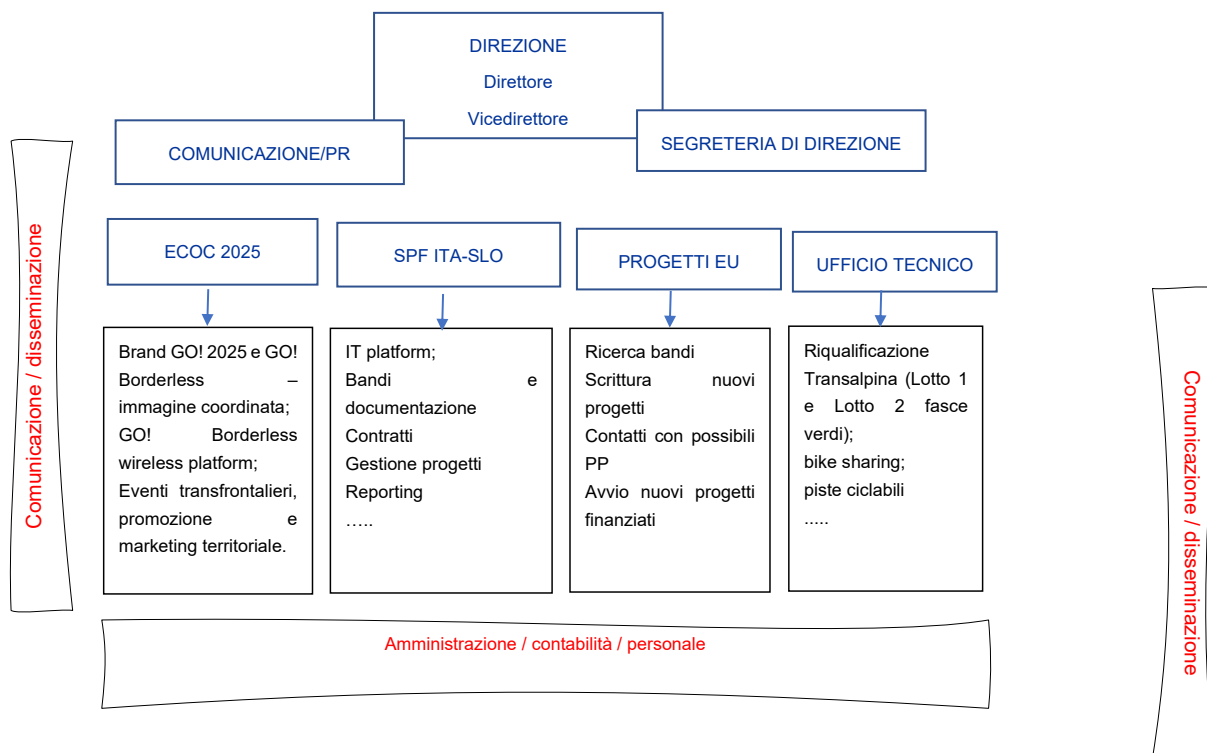 DIREZIONE
Direttore
Vicedirettore
COMUNICAZIONE/PR
SEGRETERIA DI DIREZIONE
Comunicazione / disseminazione
ECOC 2025
SPF ITA-SLO
PROGETTI EU
UFFICIO TECNICO
Brand GO! 2025 e GO!
Borderless –
immagine coordinata;
GO! Borderless
wireless platform;
Eventi transfrontalieri,
promozione e
marketing territoriale.
IT platform;
Bandi e
documentazione
Contratti
Gestione progetti
Reporting
…..
Ricerca bandi
Scrittura nuovi
progetti
Contatti con possibili
PP
Avvio nuovi progetti
finanziati
Riqualificazione
Transalpina (Lotto 1
e Lotto 2 fasce
verdi);
bike sharing;
piste ciclabili
.....
Comunicazione / disseminazione
Amministrazione / contabilità / personale